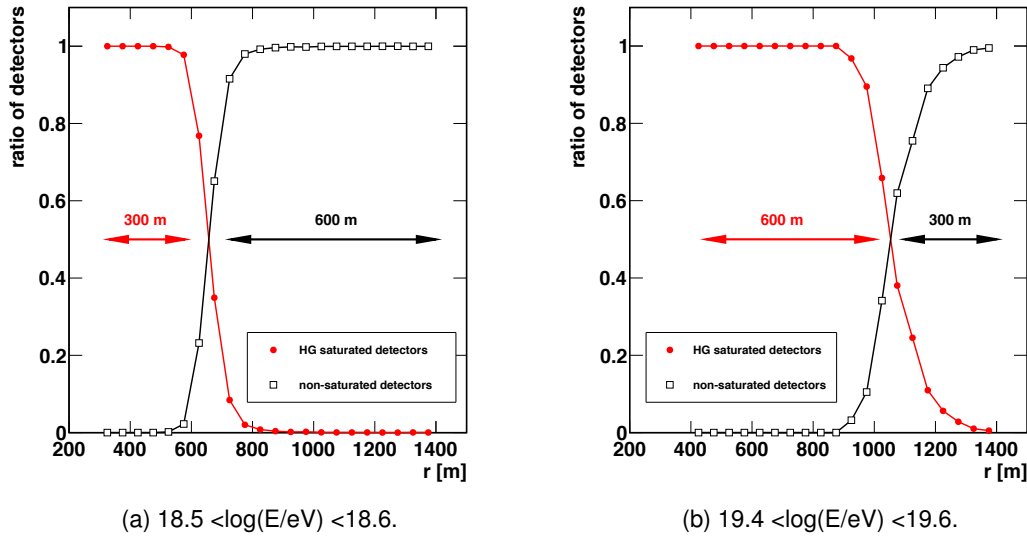 ratio of detectors
1
0.8
0.6
0.4
0.2
0
300 m
600 m
HG saturated detectors
non-saturated detectors
200 400 600 800 1000 1200 1400
r [m]
(a) 18.5 <log(E/eV) <18.6.
ratio of detectors
1
0.8
0.6
0.4
0.2
0
600 m
300 m
HG saturated detectors
non-saturated detectors
200 400 600 800 1000 1200 1400
r [m]
(b) 19.4 <log(E/eV) <19.6.